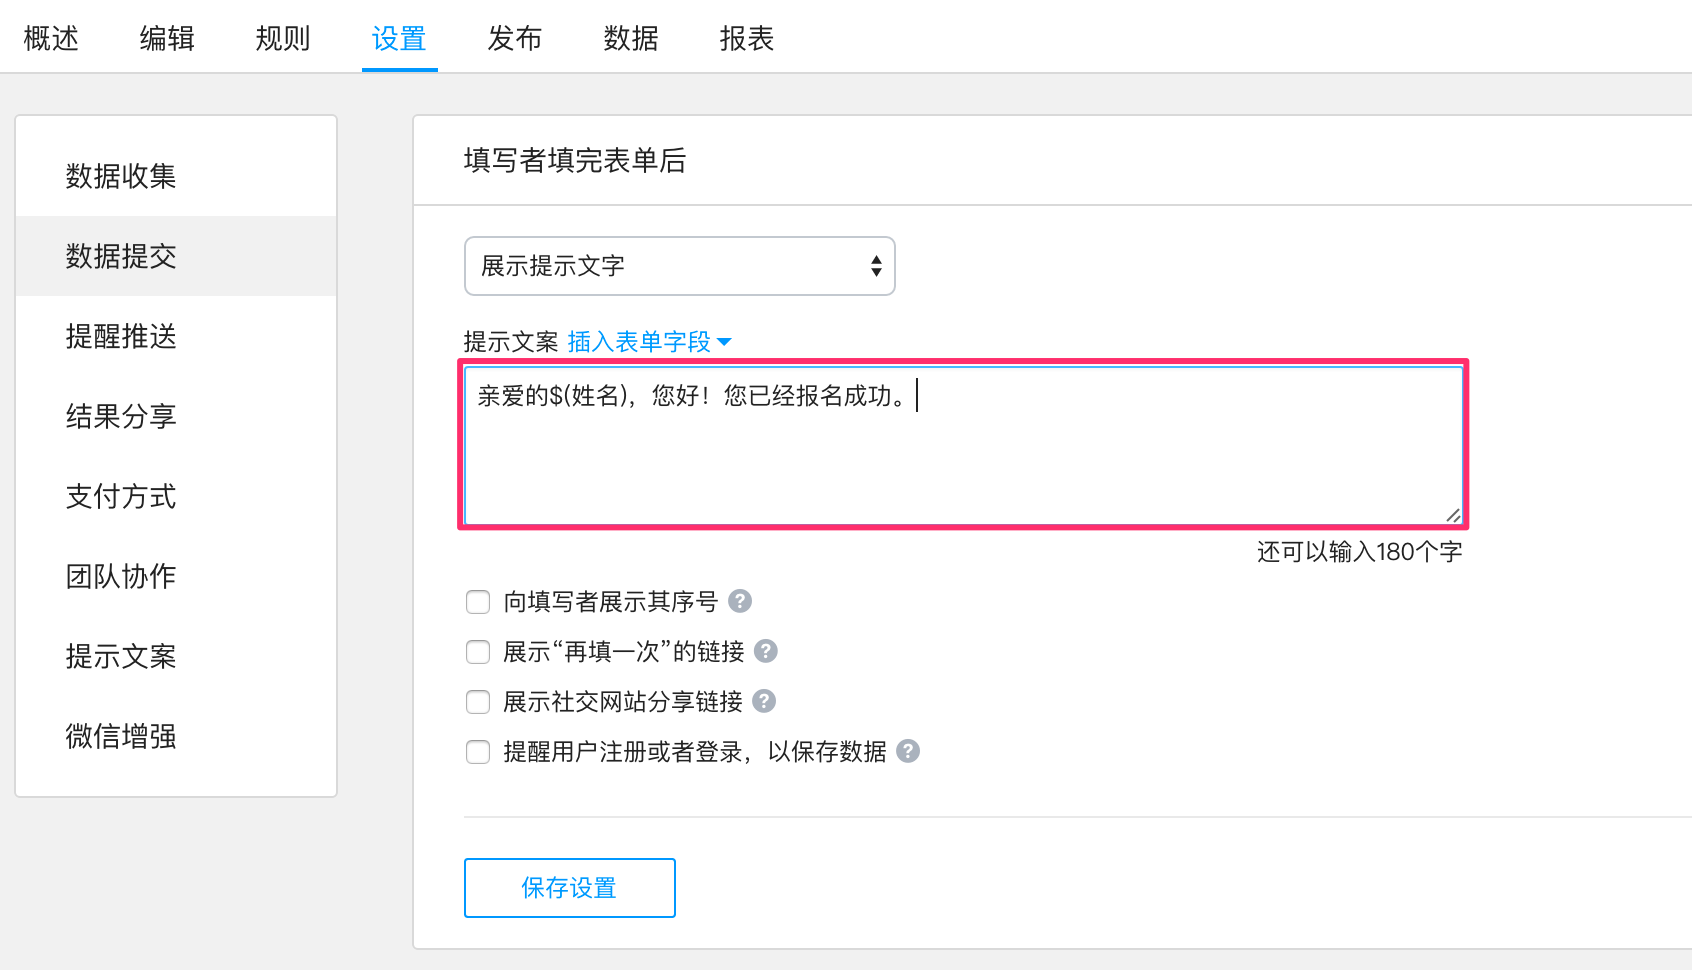 概述 编辑 规则 设置 发布 数据 报表
数据收集
数据提交
提醒推送
结果分享
支付方式
团队协作
提示文案
微信增强
填写者填完表单后
展示提示文字
提示文案 插入表单字段
亲爱的$(姓名)，您好！您已经报名成功。
还可以输入180个字
向填写者展示其序号 ?
展示“再填一次”的链接 ?
展示社交网站分享链接 ?
提醒用户注册或者登录，以保存数据 ?
保存设置